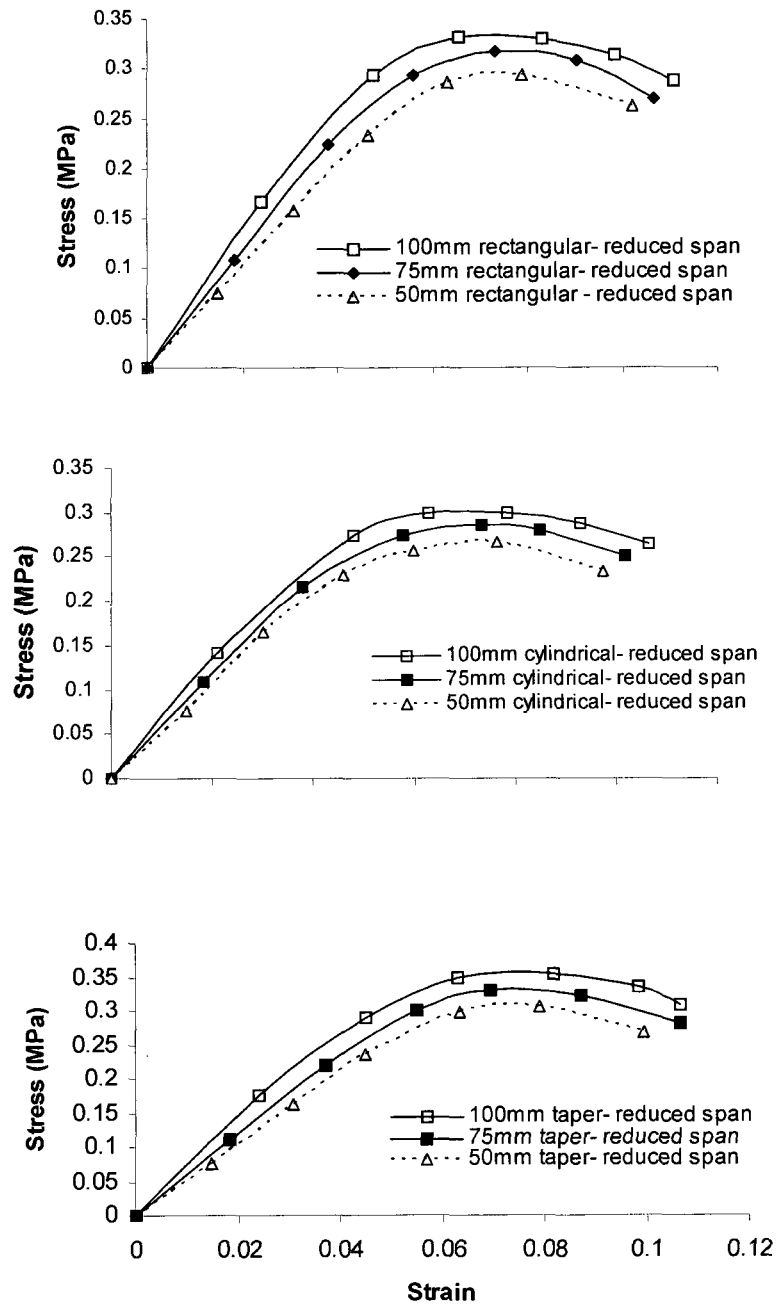 0.35
0.3
0.25
0.2
0.15
0.1
0.05
0
Stress (MPa)
100mm rectangular- reduced span
75mm rectangular- reduced span
50mm rectangular - reduced span
0.35
0.3
0.25
0.2
0.15
0.1
0.05
0
Stress (MPa)
100mm cylindrical- reduced span
75mm cylindrical- reduced span
50mm cylindrical- reduced span
0.4
0.35
0.3
0.25
0.2
0.15
0.1
0.05
0
Stress (MPa)
100mm taper- reduced span
75mm taper- reduced span
50mm taper- reduced span
0 0.02 0.04 0.06 0.08 0.1 0.12
Strain